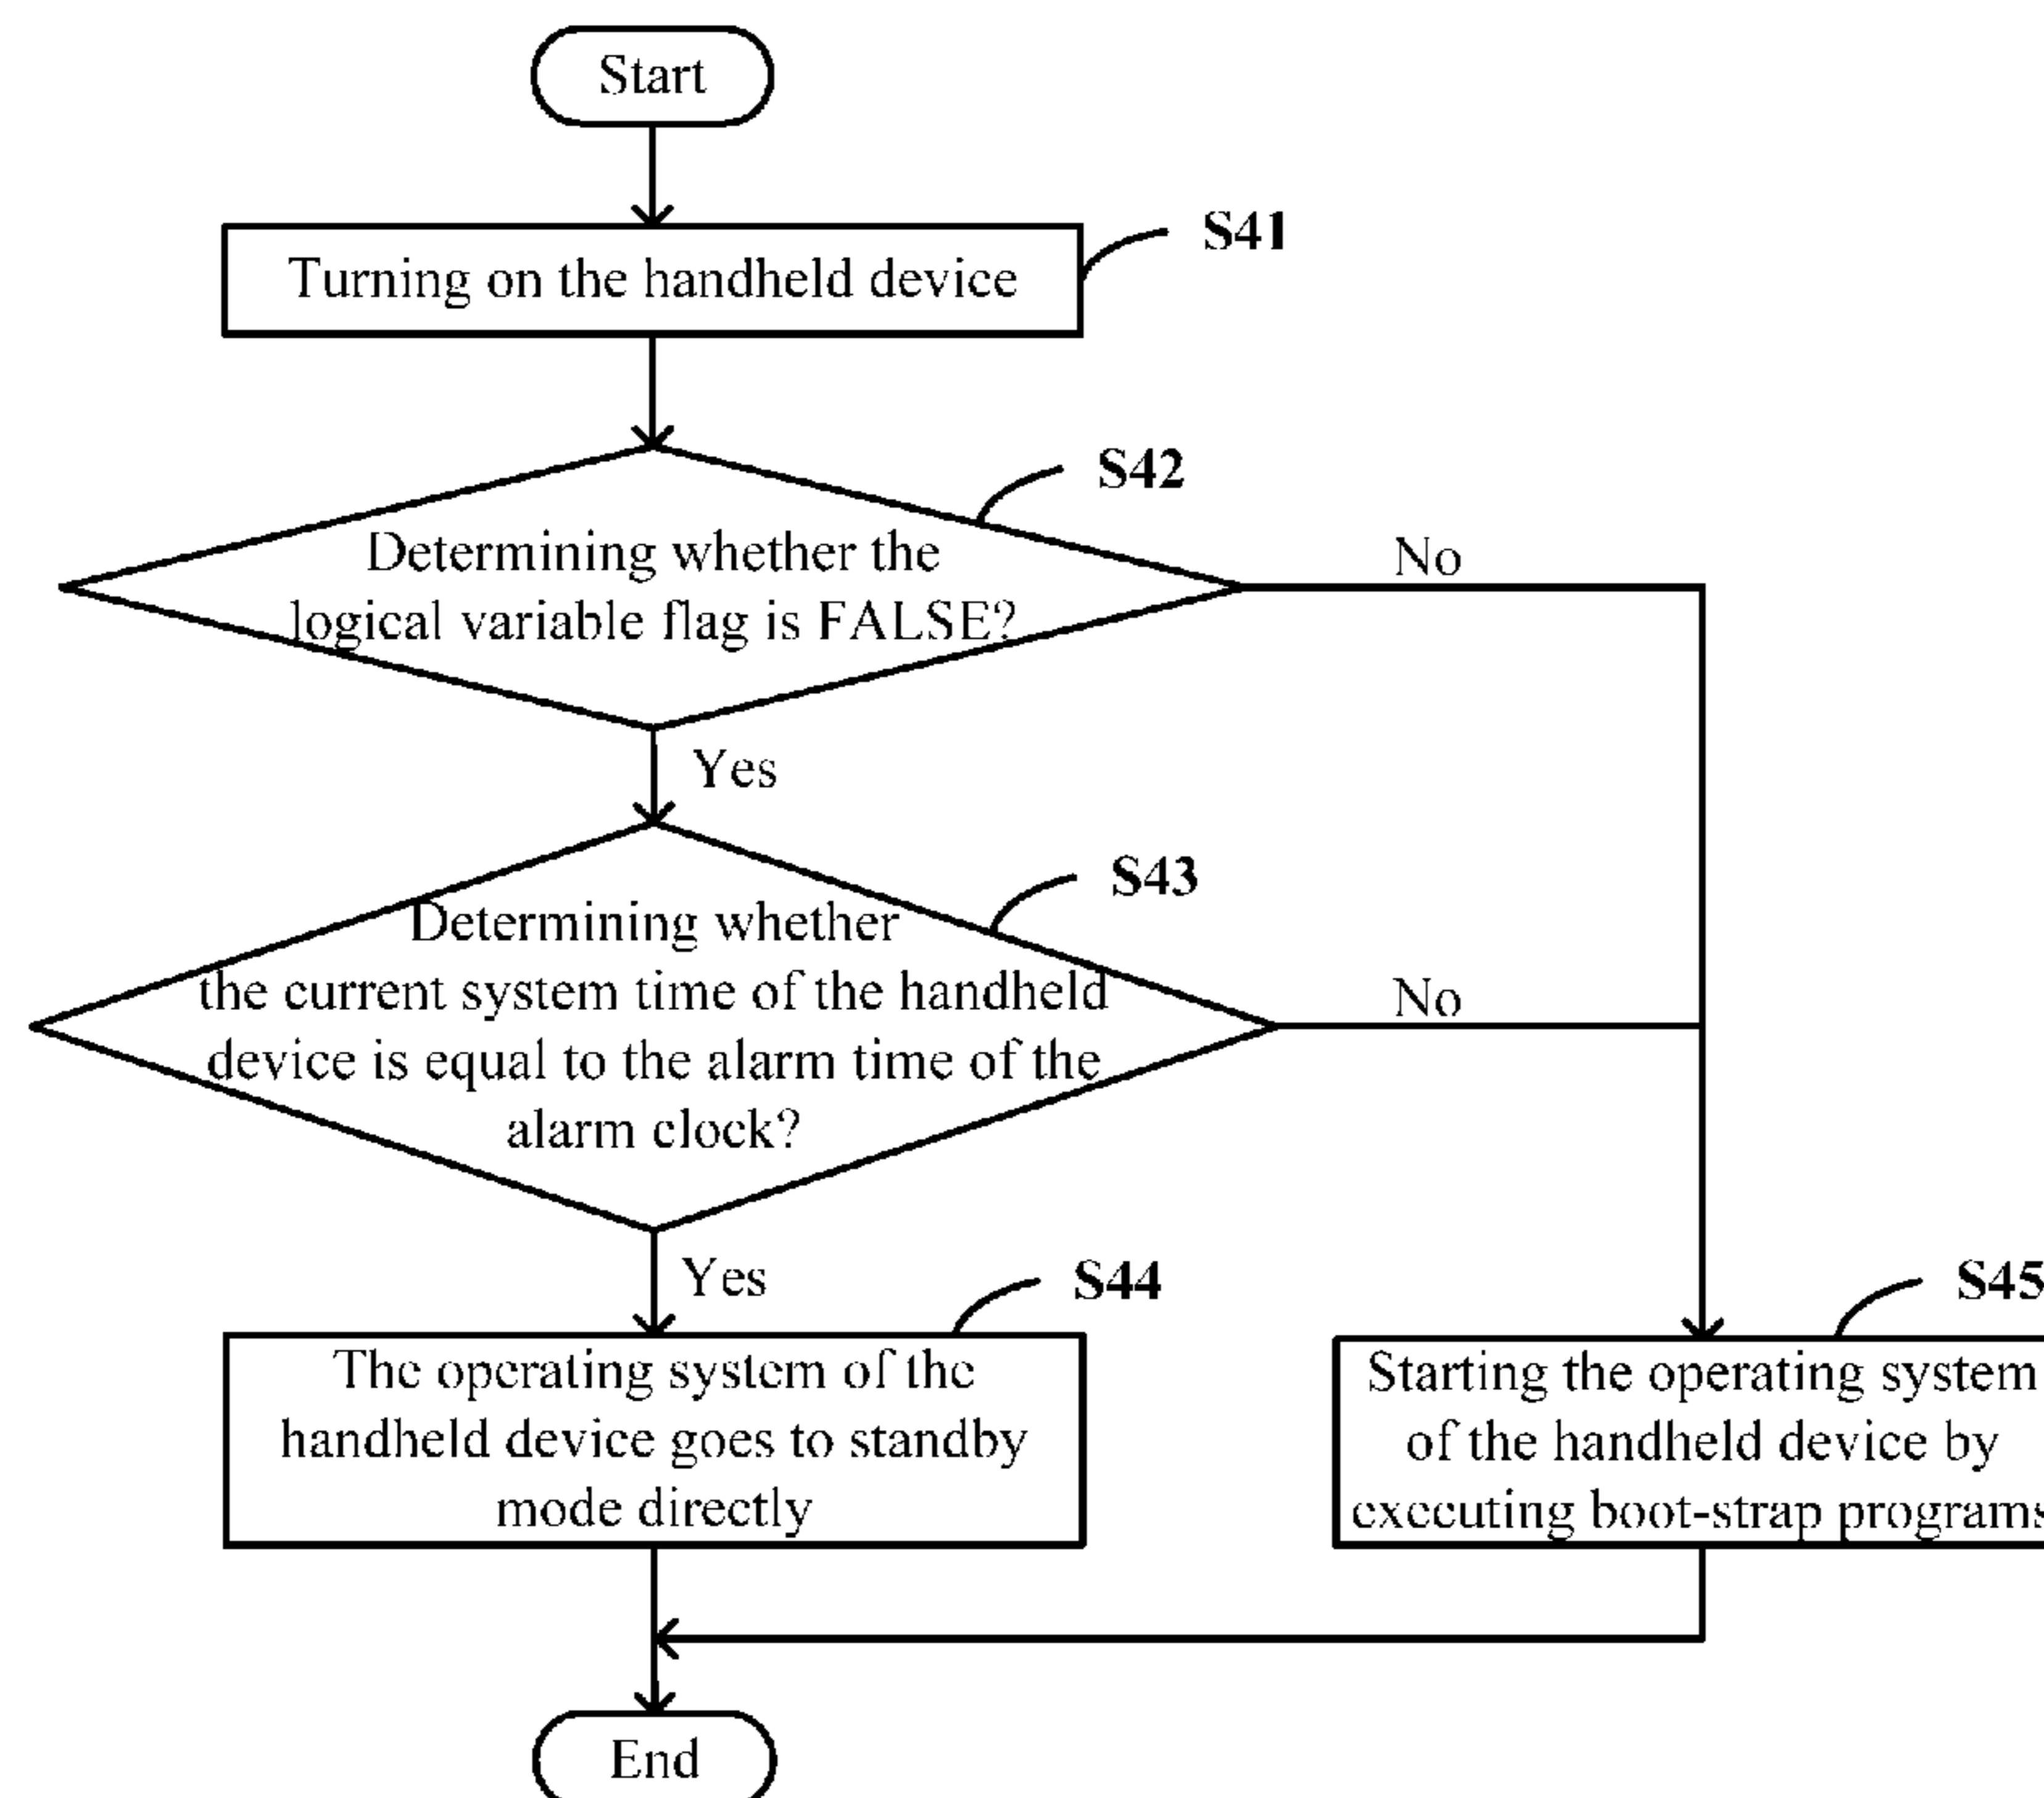 Start
Turning on the handheld device
S41
Determining whether the
logical variable flag is FALSE?
S42
No
Yes
Determining whether
the current system time of the handheld
device is equal to the alarm time of the
alarm clock?
S43
No
Yes
The operating system of the
handheld device goes to standby
mode directly
S44
Starting the operating system
of the handheld device by
executing boot-strap programs
S45
End